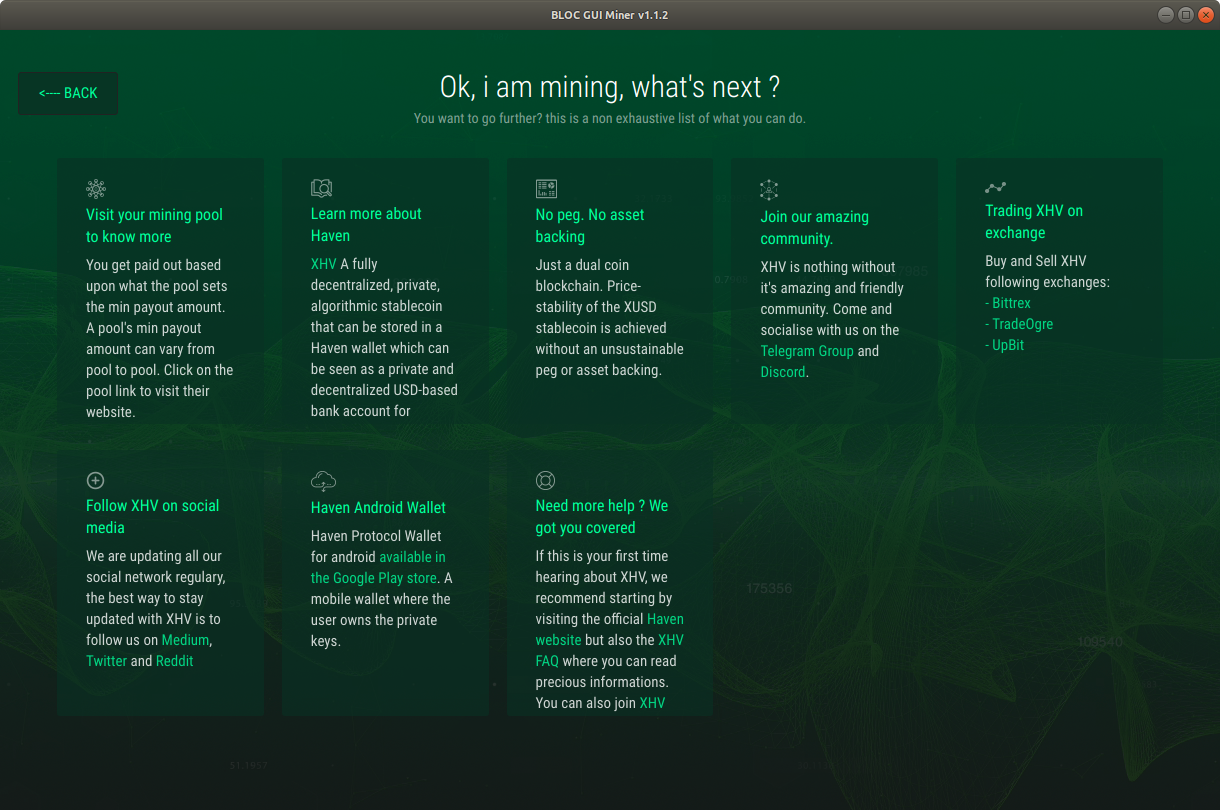 BLOC GUI Miner v1.1.2
<---- BACK
Ok, i am mining, what's next ?
You want to go further? this is a non exhaustive list of what you can do.
Visit your mining pool
to know more
You get paid out based
upon what the pool sets
the min payout amount.
A pool's min payout
amount can vary from
pool to pool. Click on the
pool link to visit their
website.
Learn more about
Haven
XHV A fully
decentralized, private,
algorithmic stablecoin
that can be stored in a
Haven wallet which can
be seen as a private and
decentralized USD-based
bank account for
No peg. No asset
backing
Just a dual coin
blockchain. Price-
stability of the XUSD
stablecoin is achieved
without an unsustainable
peg or asset backing.
Join our amazing
community.
XHV is nothing without
it's amazing and friendly
community. Come and
socialise with us on the
Telegram Group and
Discord.
Trading XHV on
exchange
Buy and Sell XHV
following exchanges:
- Bittrex
- TradeOgre
- UpBit
Follow XHV on social
media
We are updating all our
social network regulary,
the best way to stay
updated with XHV is to
follow us on Medium,
Twitter and Reddit
Haven Android Wallet
Haven Protocol Wallet
for android available in
the Google Play store. A
mobile wallet where the
user owns the private
keys.
Need more help ? We
got you covered
If this is your first time
hearing about XHV, we
recommend starting by
visiting the official Haven
website but also the XHV
FAQ where you can read
precious informations.
You can also join XHV
175356
109540